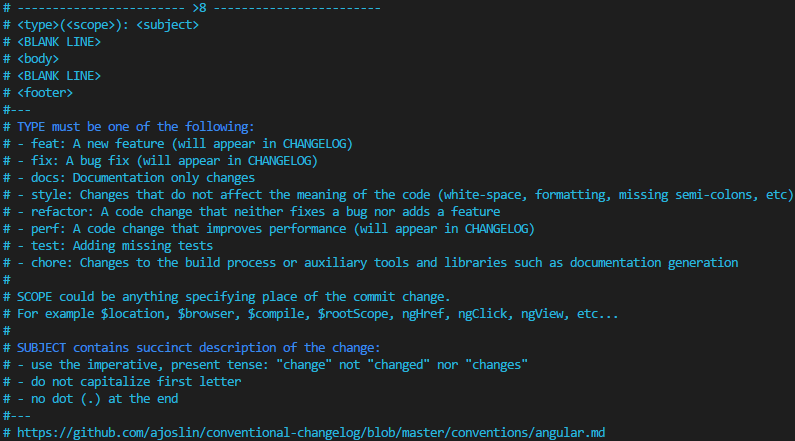 # ------------------------ >8 ------------------------
# <type>(<scope>): <subject>
# <BLANK LINE>
# <body>
# <BLANK LINE>
# <footer>
#---
# TYPE must be one of the following:
# - feat: A new feature (will appear in CHANGELOG)
# - fix: A bug fix (will appear in CHANGELOG)
# - docs: Documentation only changes
# - style: Changes that do not affect the meaning of the code (white-space, formatting, missing semi-colons, etc)
# - refactor: A code change that neither fixes a bug nor adds a feature
# - perf: A code change that improves performance (will appear in CHANGELOG)
# - test: Adding missing tests
# - chore: Changes to the build process or auxiliary tools and libraries such as documentation generation
#
# SCOPE could be anything specifying place of the commit change.
# For example $location, $browser, $compile, $rootScope, ngHref, ngClick, ngView, etc...
#
# SUBJECT contains succinct description of the change:
# - use the imperative, present tense: "change" not "changed" nor "changes"
# - do not capitalize first letter
# - no dot (.) at the end
#---
# https://github.com/ajoslin/conventional-changelog/blob/master/conventions/angular.md